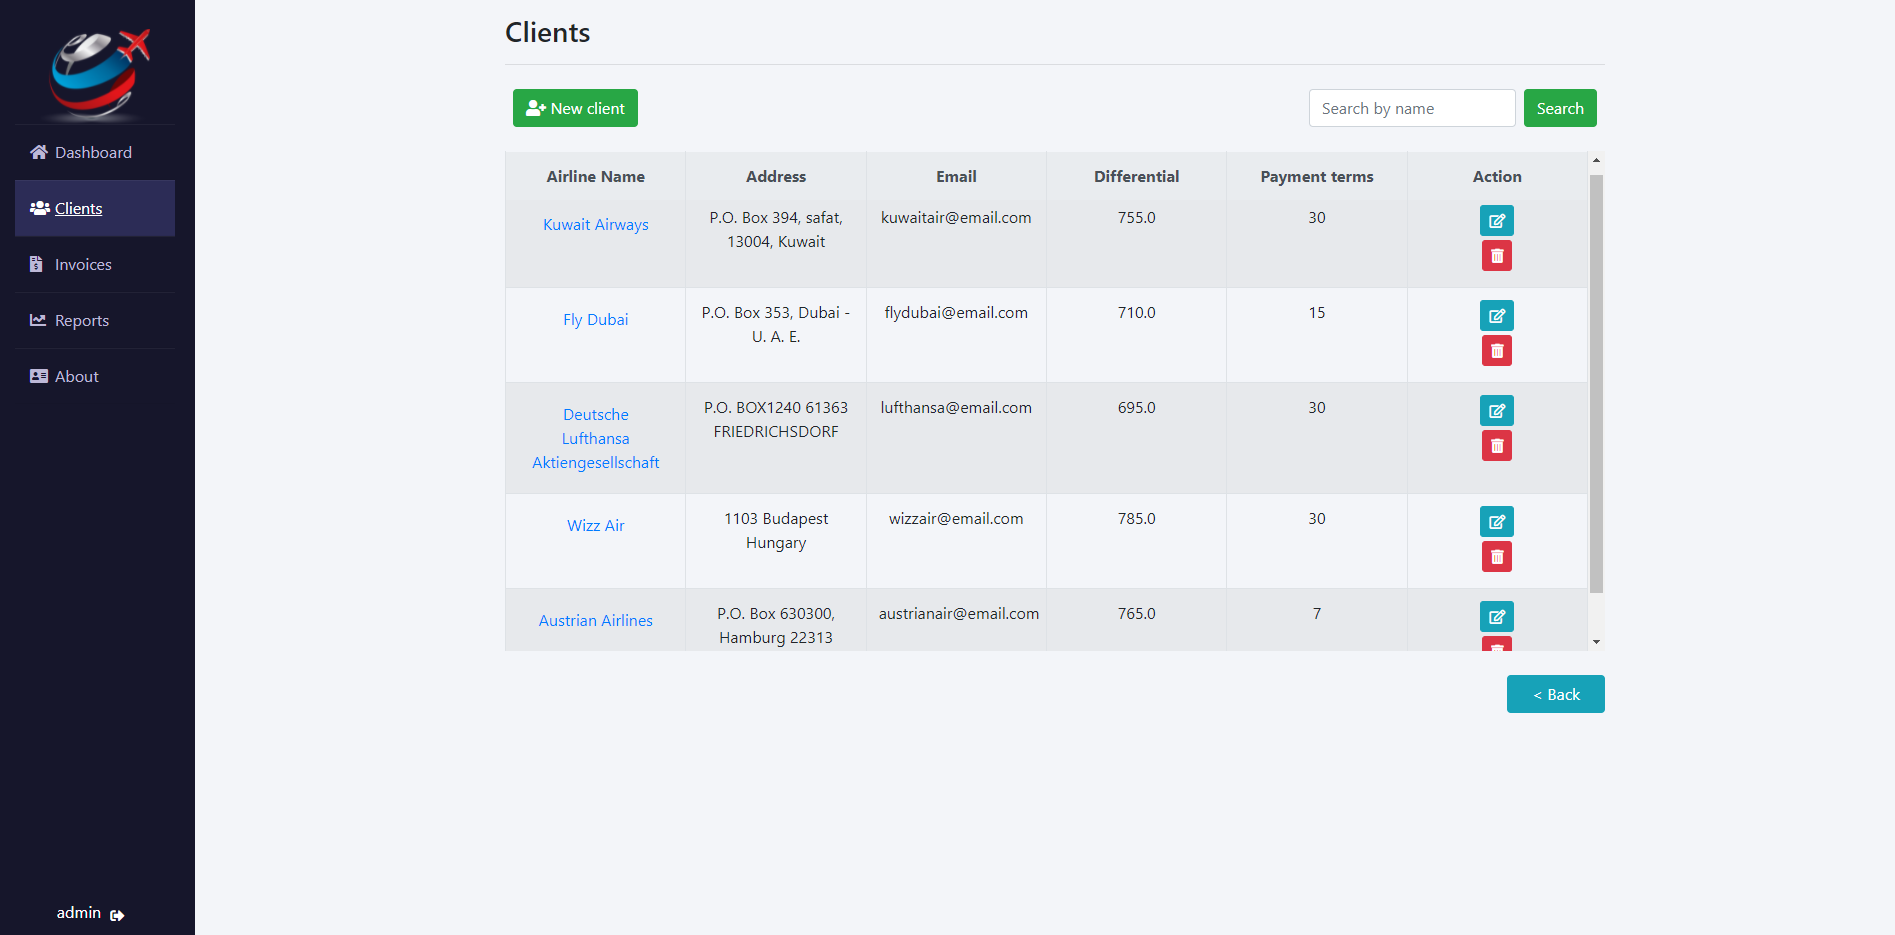 Clients
New client
Search by name
Search
Dashboard
Clients
Invoices
Reports
About
Airline Name Address Email Differential Payment terms Action
Kuwait Airways
P.O. Box 394, safat,
13004, Kuwait
kuwaitair@email.com
755.0
30
Fly Dubai
P.O. Box 353, Dubai -
U. A. E.
flydubai@email.com
710.0
15
Deutsche
Lufthansa
Aktiengesellschaft
P.O. BOX1240 61363
FRIEDRICHSDORF
lufthansa@email.com
695.0
30
Wizz Air
1103 Budapest
Hungary
wizzair@email.com
785.0
30
Austrian Airlines
P.O. Box 630300,
Hamburg 22313
austrianair@email.com
765.0
7
< Back
admin